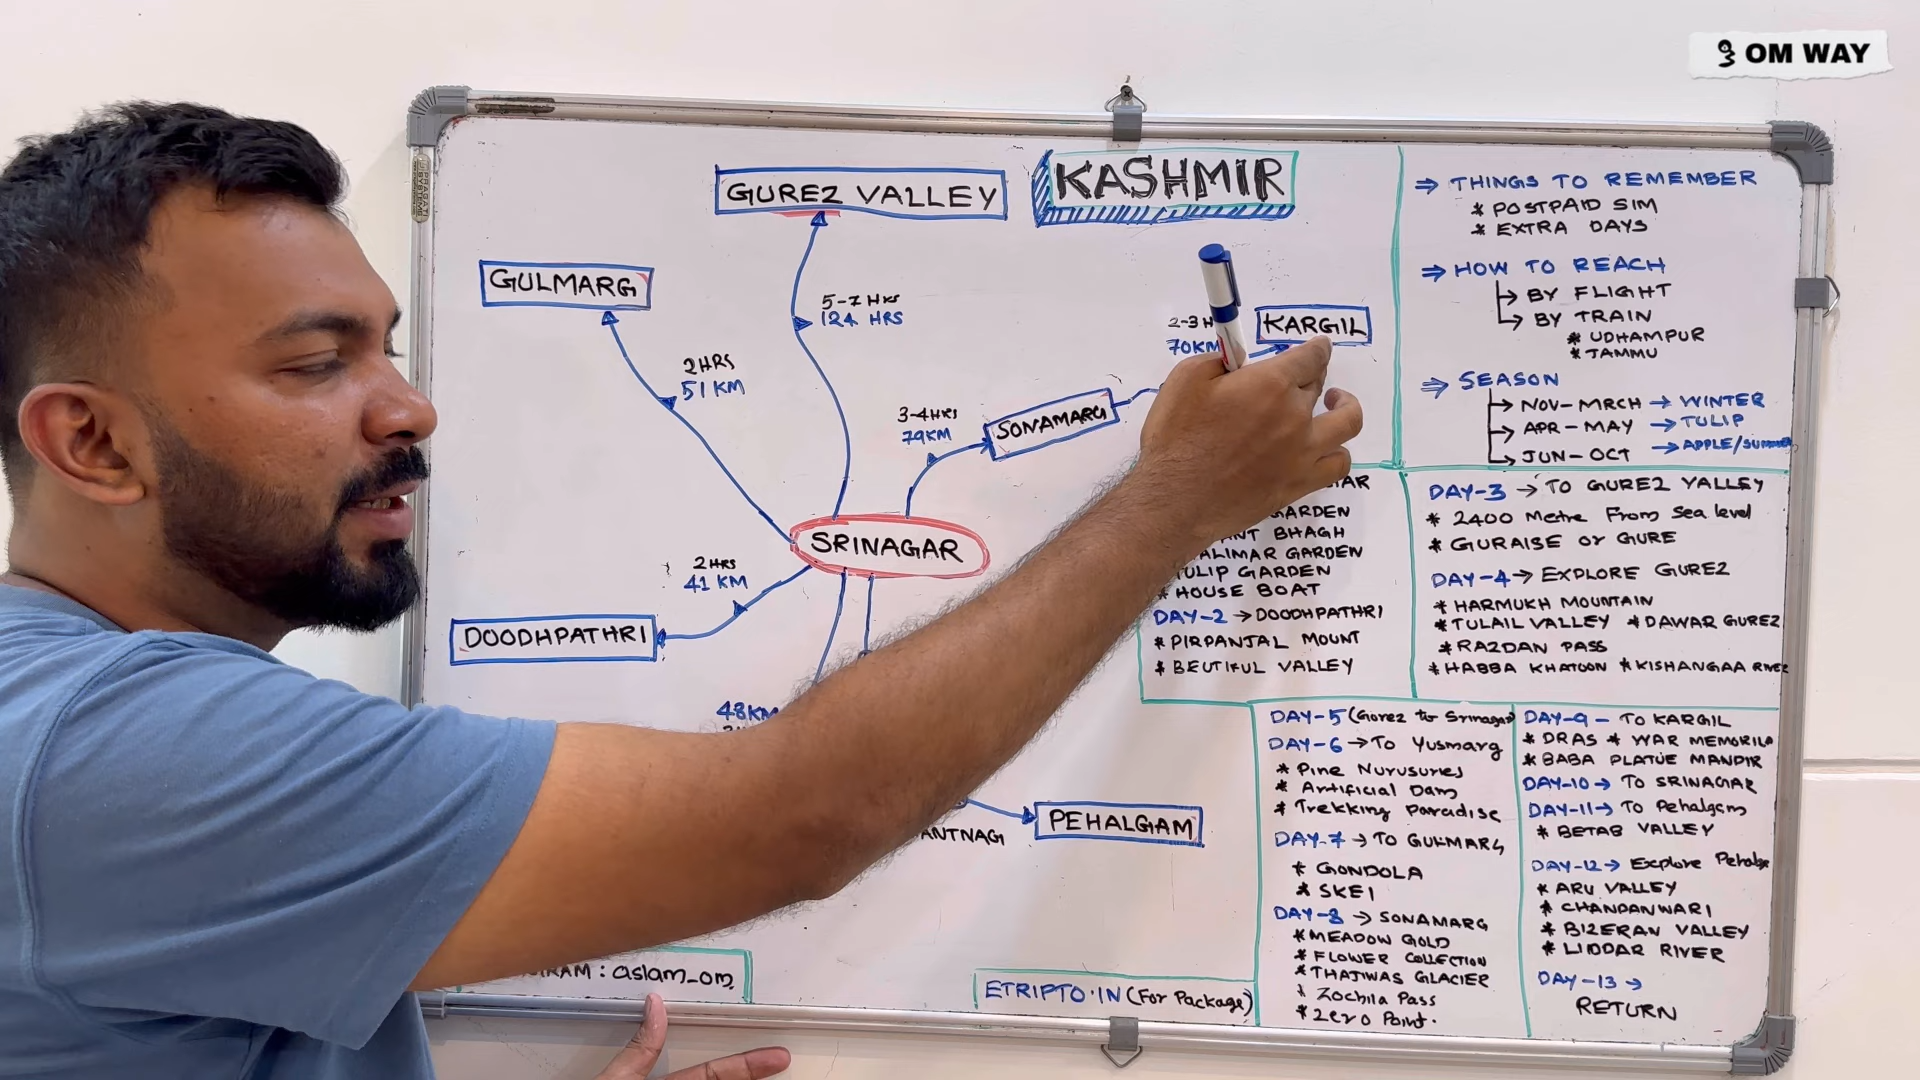 OM WAY
KASHMIR
GUREZ VALLEY
GULMARG
5-7 HRS
124 HRS
2HRS
51 KM
2-3 H
70KM
KARGIL
3-4HRS
79KM
SONAMARG
SRINAGAR
2HRS
41 KM
DOODHPATHRI
48KM
ANTNAG
PEHALGAM
RAM : aslam_om
ETRIPTO.IN (For Package)
⇒ THINGS TO REMEMBER
* POSTPAID SIM
* EXTRA DAYS
⇒ HOW TO REACH
→ BY FLIGHT
→ BY TRAIN
* UDHAMPUR
* JAMMU
⇒ SEASON
→ NOV-MRCH → WINTER
→ APR-MAY → TULIP
→ JUN-OCT → APPLE/SUMMER
GAR
GARDEN
ANT BHAGH
ALIMAR GARDEN
TULIP GARDEN
* HOUSE BOAT
DAY-2 → DOODHPATHRI
* PIRPANJAL MOUNT
* BEUTIFUL VALLEY
DAY-3 → TO GUREZ VALLEY
* 2400 Metre From Sea level
* GURAISE Or GURE
DAY-4 → EXPLORE GUREZ
* HARMUKH MOUNTAIN
* TULAIL VALLEY * DAWAR GUREZ
* RAZDAN PASS
* HABBA KHATOON * KISHANGAA RIVER
DAY-5 (Gurez to Srinagar)
DAY-6 → To Yusmarg
* Pine Nurusuries
* Artificial Dam
* Trekking Paradise
DAY-7 → TO GULMARG
* GONDOLA
* SKEI
DAY-8 → SONAMARG
* MEADOW GOLD
* FLOWER COLLECTION
* THAJIWAS GLACIER
* Zochila Pass
* Zero Point.
DAY-9 - TO KARGIL
* DRAS * WAR MEMORILA
* BABA PLATUE MANDIR
DAY-10 → TO SRINAGAR
DAY-11 → TO Pehalgam
* BETAB VALLEY
DAY-12 → Explore Pehalga
* ARU VALLEY
* CHANDANWARI
* BIZERAN VALLEY
* LIDDAR RIVER
DAY-13 →
RETURN